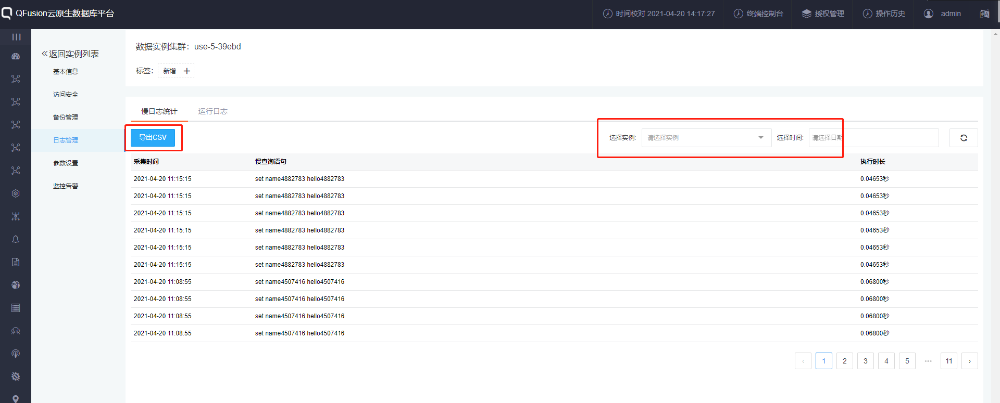 QFusion云原生数据库平台
时间校对 2021-04-20 14:17:27
终端控制台
授权管理
操作历史
admin
返回实例列表
基本信息
访问安全
备份管理
日志管理
参数设置
监控告警
数据实例集群：use-5-39ebd
标签： 新增
慢日志统计 运行日志
导出CSV
选择实例: 请选择实例 选择时间: 请选择日期
采集时间 慢查询语句 执行时长
2021-04-20 11:15:15 set name4882783 hello4882783 0.04653秒
2021-04-20 11:15:15 set name4882783 hello4882783 0.04653秒
2021-04-20 11:15:15 set name4882783 hello4882783 0.04653秒
2021-04-20 11:15:15 set name4882783 hello4882783 0.04653秒
2021-04-20 11:15:15 set name4882783 hello4882783 0.04653秒
2021-04-20 11:15:15 set name4882783 hello4882783 0.04653秒
2021-04-20 11:08:55 set name4507416 hello4507416 0.06800秒
2021-04-20 11:08:55 set name4507416 hello4507416 0.06800秒
2021-04-20 11:08:55 set name4507416 hello4507416 0.06800秒
2021-04-20 11:08:55 set name4507416 hello4507416 0.06800秒
‹ 1 2 3 4 5 ••• 11 ›